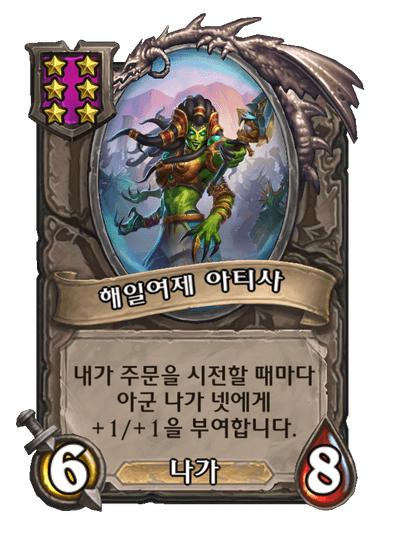 해일여제 아티사
내가 주문을 시전할 때마다
아군 나가 넷에게
+1/+1을 부여합니다.
6
나가
8